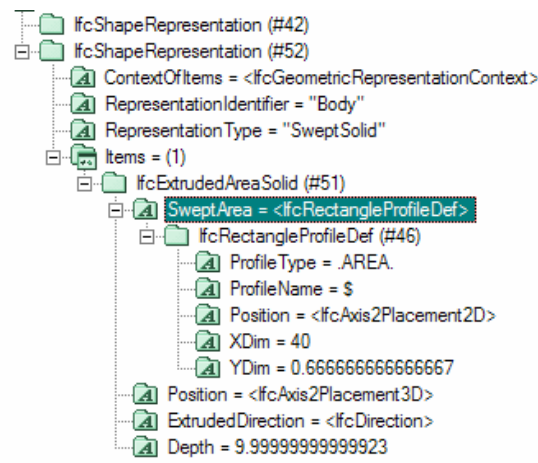 IfcShapeRepresentation (#42)
IfcShapeRepresentation (#52)
ContextOfItems = <IfcGeometricRepresentationContext>
RepresentationIdentifier = "Body"
RepresentationType = "SweptSolid"
Items = (1)
IfcExtrudedAreaSolid (#51)
SweptArea = <IfcRectangleProfileDef>
IfcRectangleProfileDef (#46)
ProfileType = .AREA.
ProfileName = $
Position = <IfcAxis2Placement2D>
XDim = 40
YDim = 0.666666666666667
Position = <IfcAxis2Placement3D>
ExtrudedDirection = <IfcDirection>
Depth = 9.99999999999923